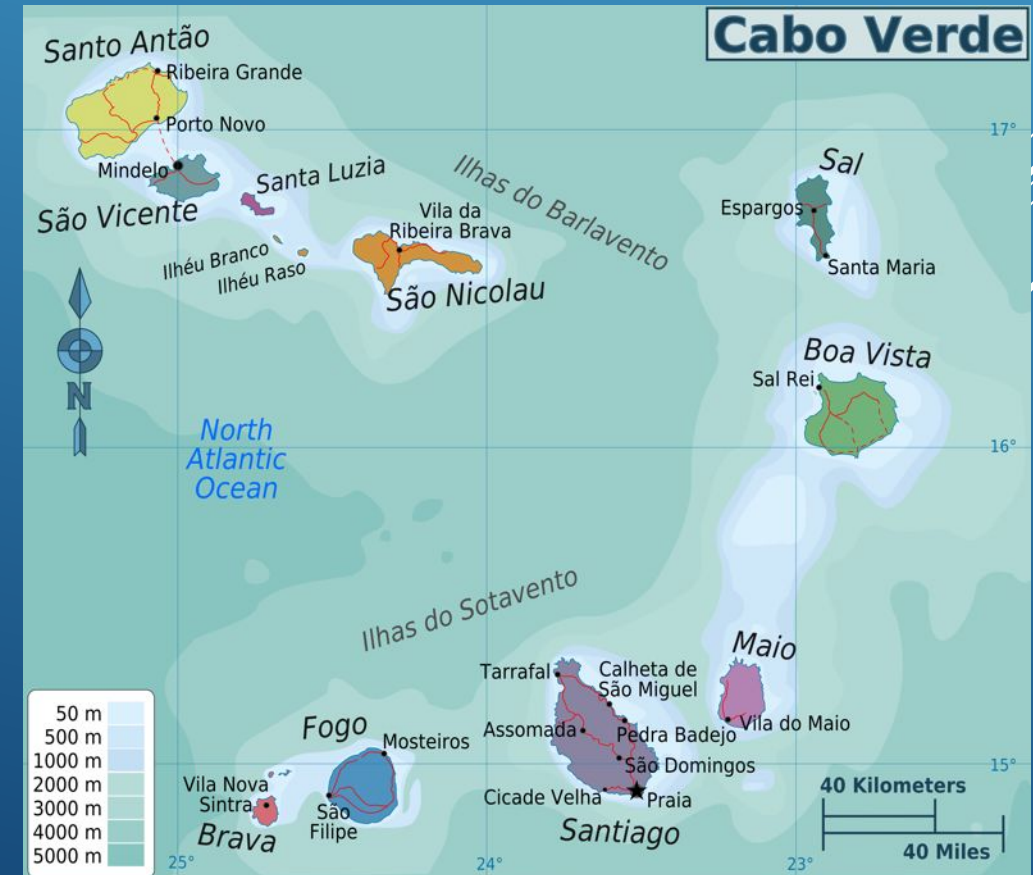 Cabo Verde
Santo Antão
Ribeira Grande
Porto Novo
Mindelo
São Vicente
Santa Luzia
Ilhéu Branco
Ilhéu Raso
Vila da
Ribeira Brava
São Nicolau
Ilhas do Barlavento
17°
Sal
Espargos
Santa Maria
Boa Vista
Sal Rei
N
North
Atlantic
Ocean
16°
Ilhas do Sotavento
Maio
Vila do Maio
Tarrafal
Calheta de
São Miguel
Assomada
Pedra Badejo
São Domingos
Cicade Velha
Praia
Santiago
Fogo
Mosteiros
São
Filipe
Vila Nova
Sintra
Brava
15°
50 m
500 m
1000 m
2000 m
3000 m
4000 m
5000 m
40 Kilometers
40 Miles
25°
24°
23°